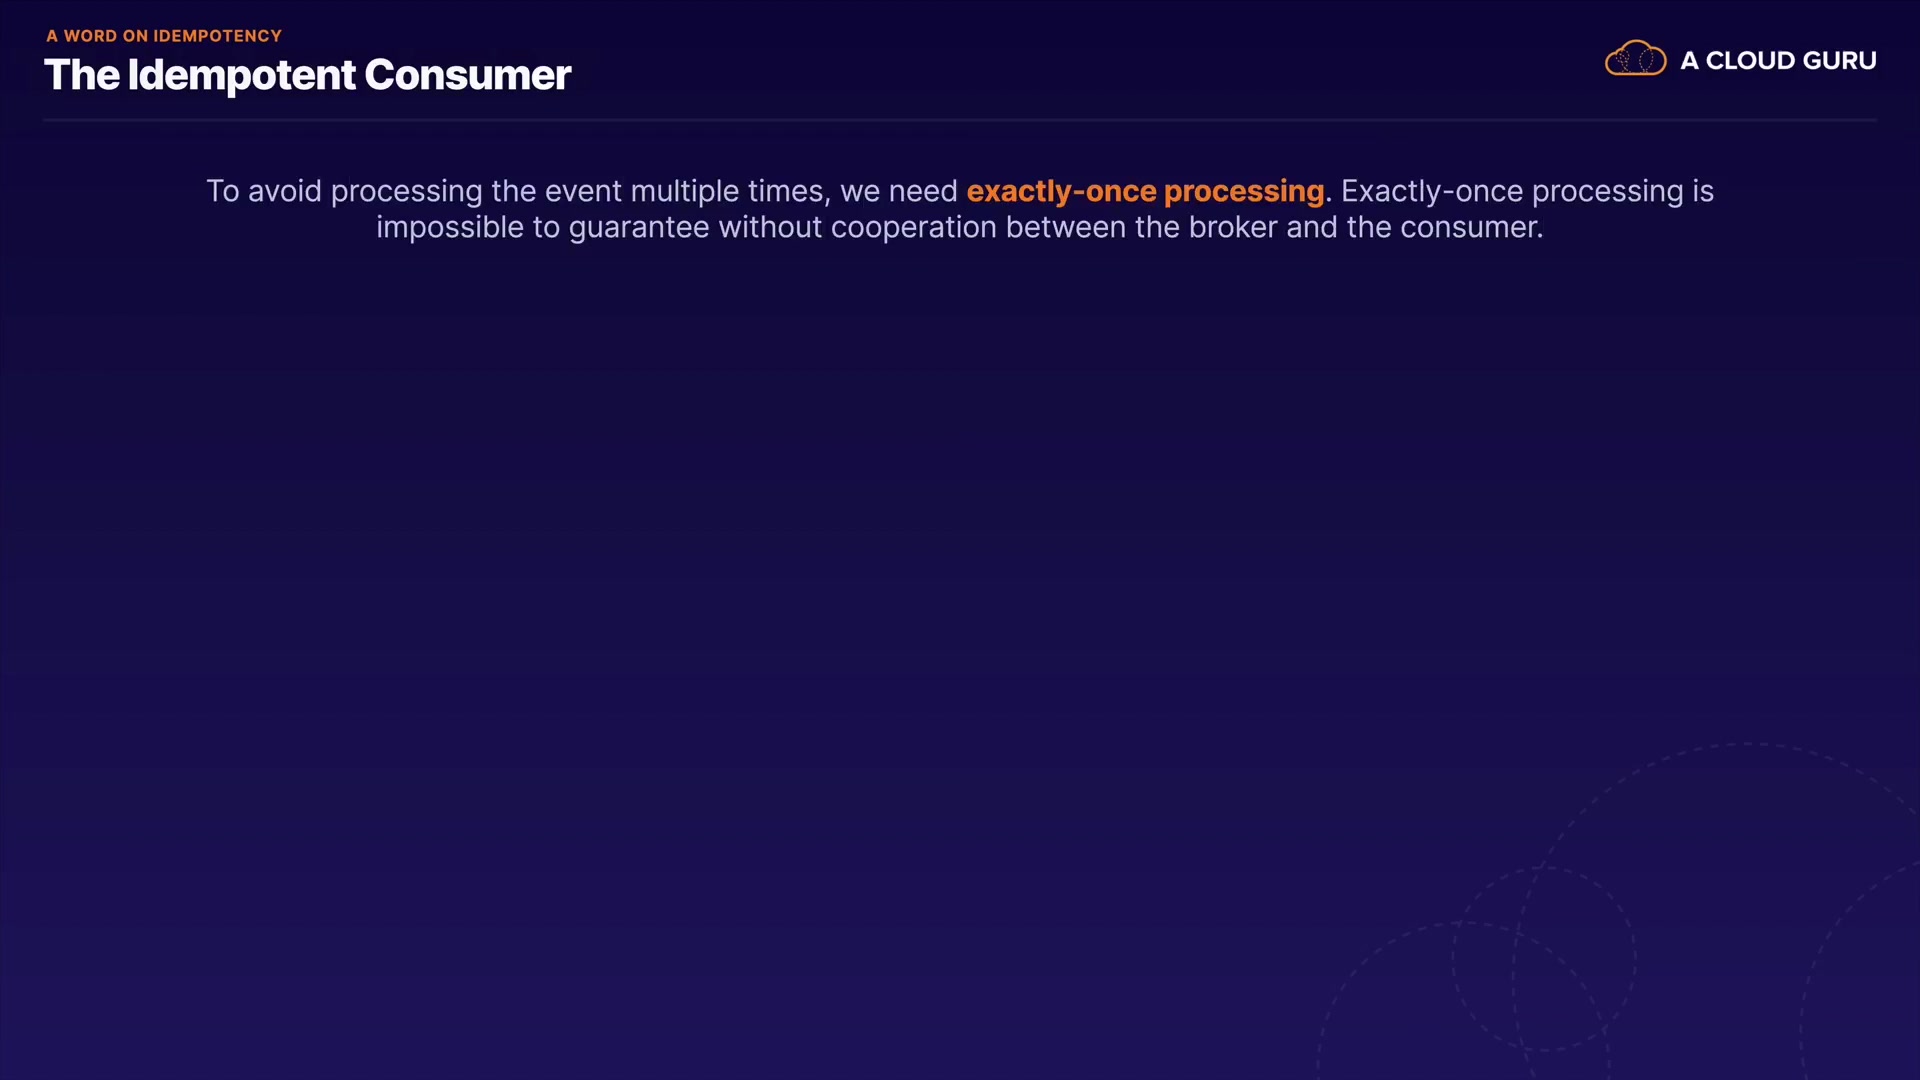 A WORD ON IDEMPOTENCY
The Idempotent Consumer
A CLOUD GURU
To avoid processing the event multiple times, we need exactly-once processing. Exactly-once processing is
impossible to guarantee without cooperation between the broker and the consumer.